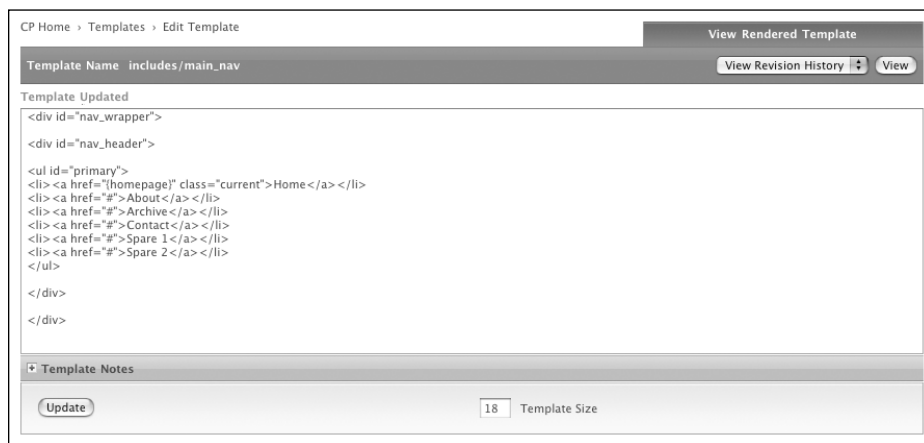 CP Home › Templates › Edit Template
View Rendered Template
Template Name includes/main_nav
View Revision History
View
Template Updated
<div id="nav_wrapper">
<div id="nav_header">
<ul id="primary">
<li><a href="{homepage}" class="current">Home</a></li>
<li><a href="#">About</a></li>
<li><a href="#">Archive</a></li>
<li><a href="#">Contact</a></li>
<li><a href="#">Spare 1</a></li>
<li><a href="#">Spare 2</a></li>
</ul>
</div>
</div>
Template Notes
Update
18 Template Size